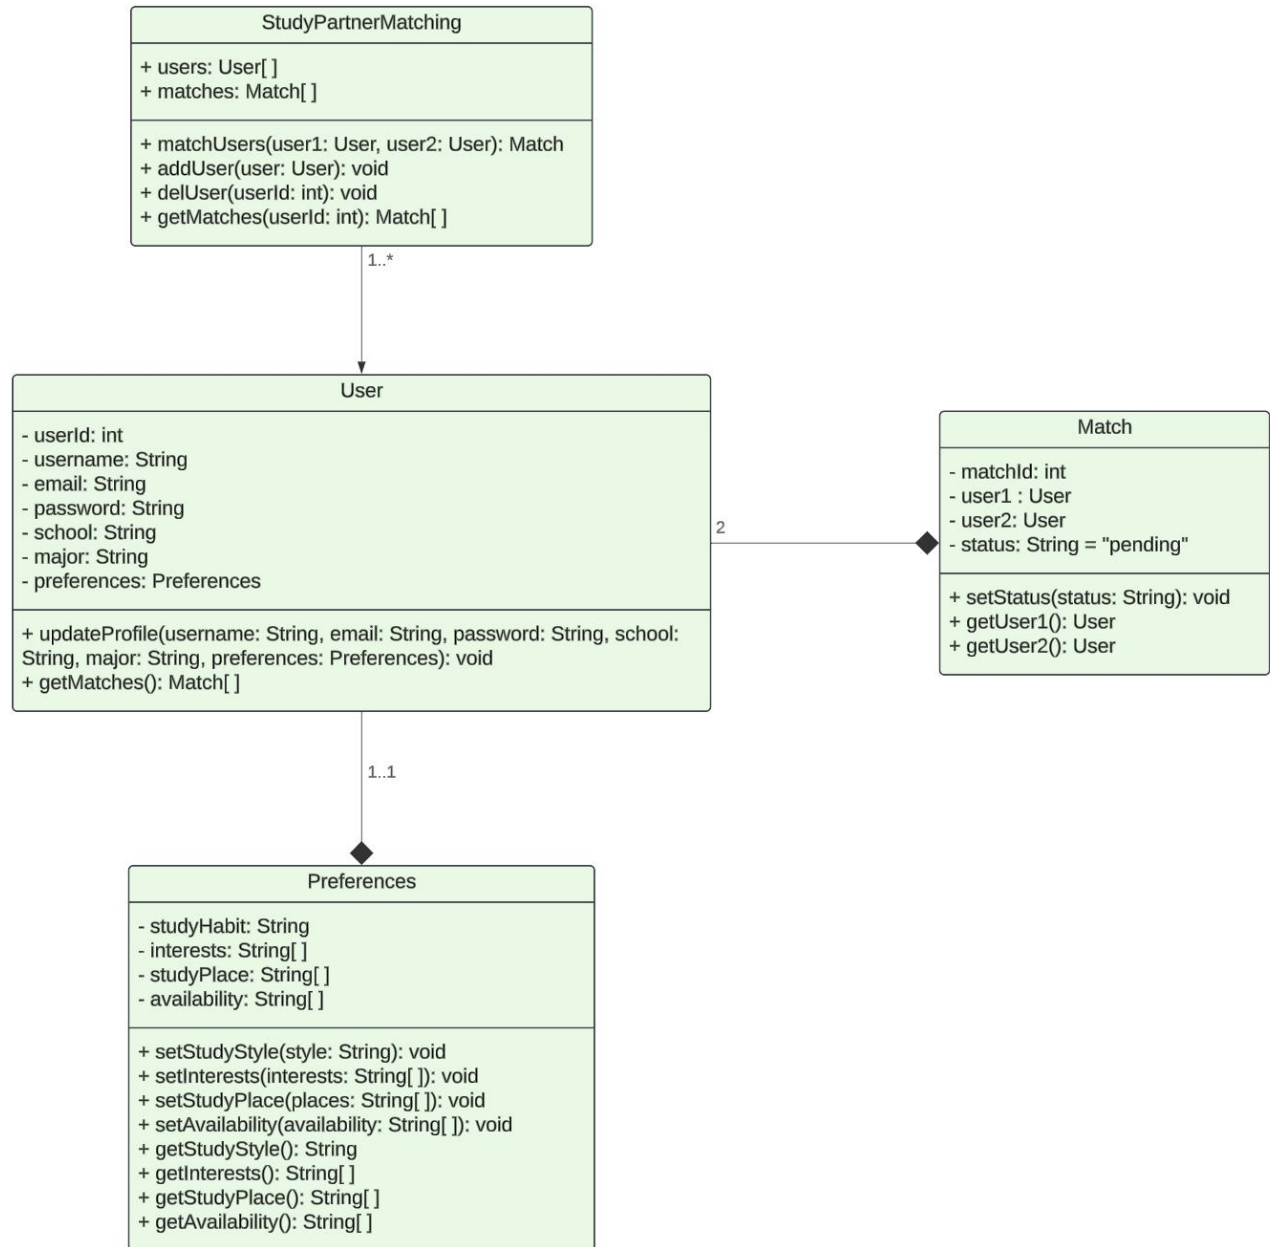 StudyPartnerMatching
+ users: User[ ]
+ matches: Match[ ]
+ matchUsers(user1: User, user2: User): Match
+ addUser(user: User): void
+ delUser(userId: int): void
+ getMatches(userId: int): Match[ ]
1..*
User
- userId: int
- username: String
- email: String
- password: String
- school: String
- major: String
- preferences: Preferences
+ updateProfile(username: String, email: String, password: String, school:
String, major: String, preferences: Preferences): void
+ getMatches(): Match[ ]
2
Match
- matchId: int
- user1 : User
- user2: User
- status: String = "pending"
+ setStatus(status: String): void
+ getUser1(): User
+ getUser2(): User
1..1
Preferences
- studyHabit: String
- interests: String[ ]
- studyPlace: String[ ]
- availability: String[ ]
+ setStudyStyle(style: String): void
+ setInterests(interests: String[ ]): void
+ setStudyPlace(places: String[ ]): void
+ setAvailability(availability: String[ ]): void
+ getStudyStyle(): String
+ getInterests(): String[ ]
+ getStudyPlace(): String[ ]
+ getAvailability(): String[ ]